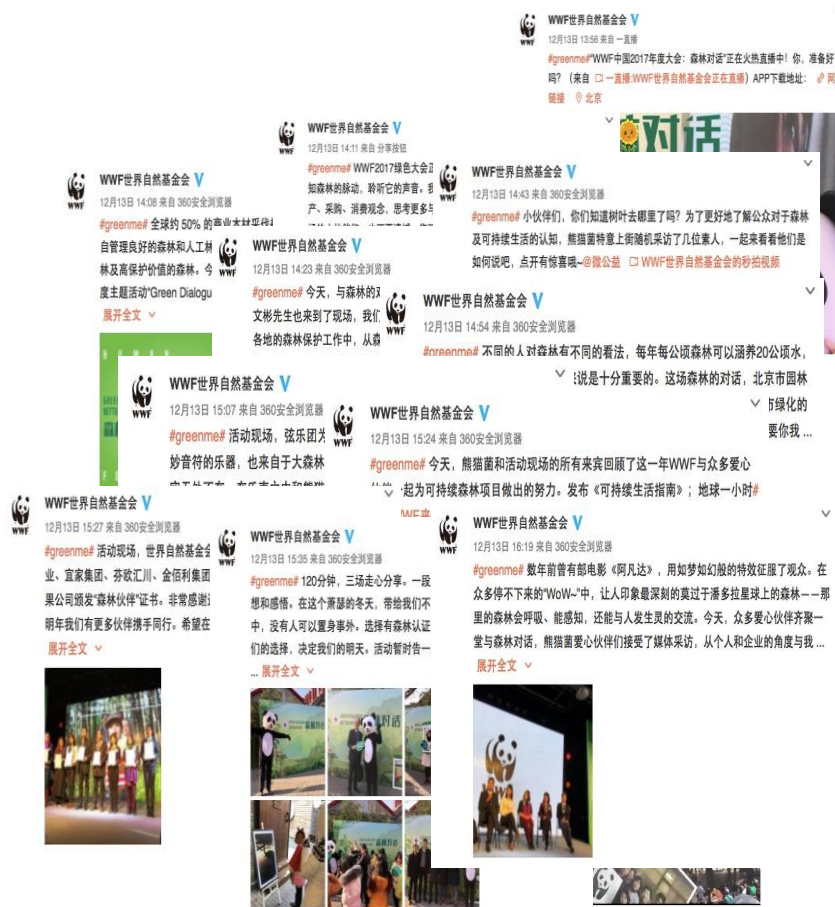 WWF世界自然基金会
12月13日 13:56 来自 一直播
#greenme#“WWF中国2017年度大会：森林对话”正在火热直播中！你，准备好
吗？（来自 一直播:WWF世界自然基金会正在直播）APP下载地址： 网
链接 北京
对话
WWF世界自然基金会
12月13日 14:11 来自 分享按钮
#greenme# WWF2017绿色大会正
知森林的脉动，聆听它的声音。我
产、采购、消费观念，思考更多与
WWF世界自然基金会
12月13日 14:08 来自 360安全浏览器
#greenme# 全球约 50% 的商业木材采伐
自管理良好的森林和人工林
林及高保护价值的森林。今
度主题活动“Green Dialogu
展开全文
WWF世界自然基金会
12月13日 14:43 来自 360安全浏览器
#greenme# 小伙伴们，你们知道树叶去哪里了吗？为了更好地了解公众对于森林
及可持续生活的认知，熊猫菌特意上街随机采访了几位素人，一起来看看他们是
如何说吧，点开有惊喜哦~@微公益 WWF世界自然基金会的秒拍视频
WWF世界自然基金会
12月13日 14:23 来自 360安全浏览器
#greenme# 今天，与森林的对
文彬先生也来到了现场，我们
各地的森林保护工作中，从森
WWF世界自然基金会
12月13日 14:54 来自 360安全浏览器
#greenme# 不同的人对森林有不同的看法，每年每公顷森林可以涵养20公顷水，
来说是十分重要的。这场森林的对话，北京市园林
市绿化的
要你我 ...
WWF世界自然基金会
12月13日 15:07 来自 360安全浏览器
#greenme# 活动现场，弦乐团为
妙音符的乐器，也来自于大森林
WWF世界自然基金会
12月13日 15:24 来自 360安全浏览器
#greenme# 今天，熊猫菌和活动现场的所有来宾回顾了这一年WWF与众多爱心
一起为可持续森林项目做出的努力。发布《可持续生活指南》；地球一小时#
WWF世界自然基金会
12月13日 15:27 来自 360安全浏览器
#greenme# 活动现场，世界自然基金会
业、宜家集团、芬欧汇川、金佰利集团
果公司颁发“森林伙伴”证书。非常感谢
明年我们有更多伙伴携手同行。希望在
展开全文
WWF世界自然基金会
12月13日 15:35 来自 360安全浏览器
#greenme# 120分钟，三场走心分享。一段
想和感悟。在这个萧瑟的冬天，带给我们不
中，没有人可以置身事外。选择有森林认证
们的选择，决定我们的明天。活动暂时告一
... 展开全文
WWF世界自然基金会
12月13日 16:19 来自 360安全浏览器
#greenme# 数年前曾有部电影《阿凡达》，用如梦如幻般的特效征服了观众。在
众多停不下来的“WoW~”中，让人印象最深刻的莫过于潘多拉星球上的森林——那
里的森林会呼吸、能感知，还能与人发生灵的交流。今天，众多爱心伙伴齐聚一
堂与森林对话，熊猫菌爱心伙伴们接受了媒体采访，从个人和企业的角度与我 ...
展开全文